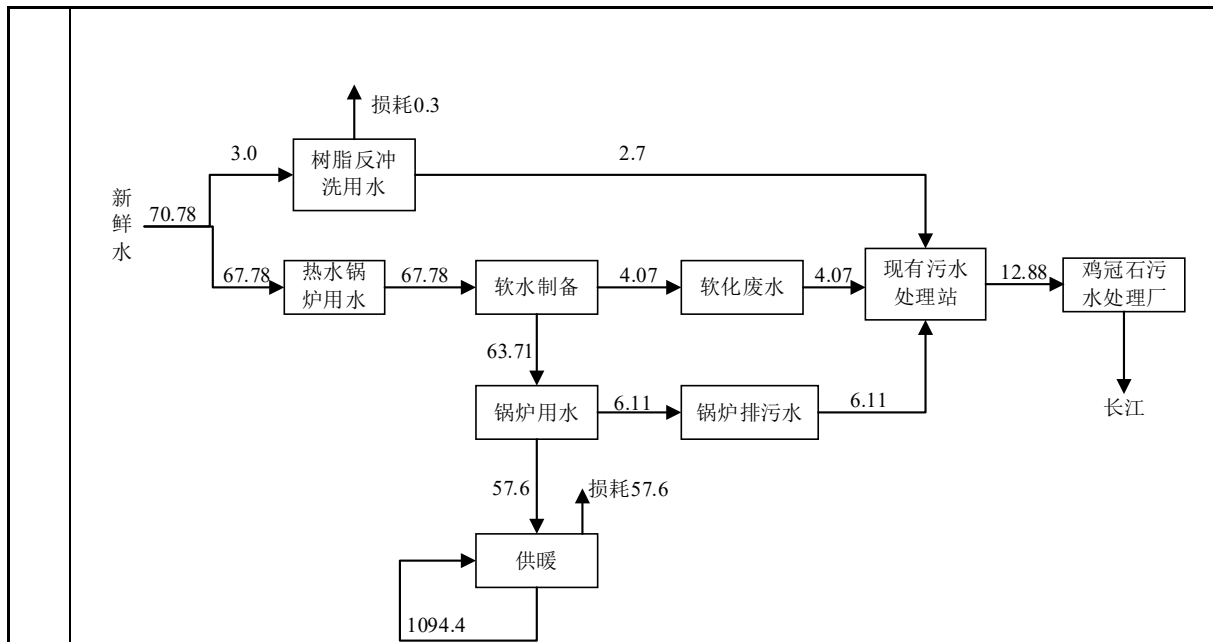 损耗0.3
3.0
树脂反冲
洗用水
2.7
新
鲜
水
70.78
67.78
热水锅
炉用水
67.78
软水制备
4.07
软化废水
4.07
现有污水
处理站
12.88
鸡冠石污
水处理厂
63.71
锅炉用水
6.11
锅炉排污水
6.11
长江
57.6
损耗57.6
供暖
1094.4